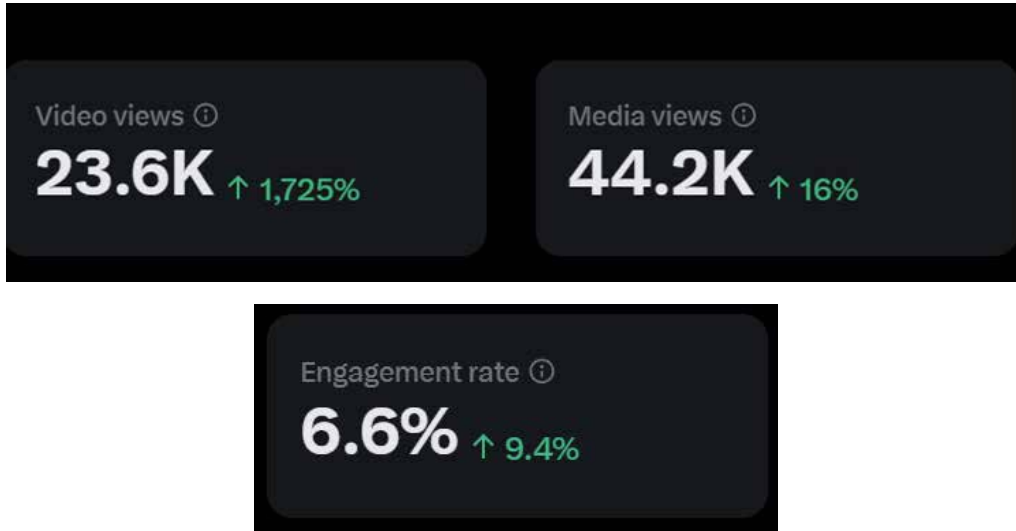 Video views
23.6K ↑ 1,725%
Media views
44.2K ↑ 16%
Engagement rate
6.6% ↑ 9.4%